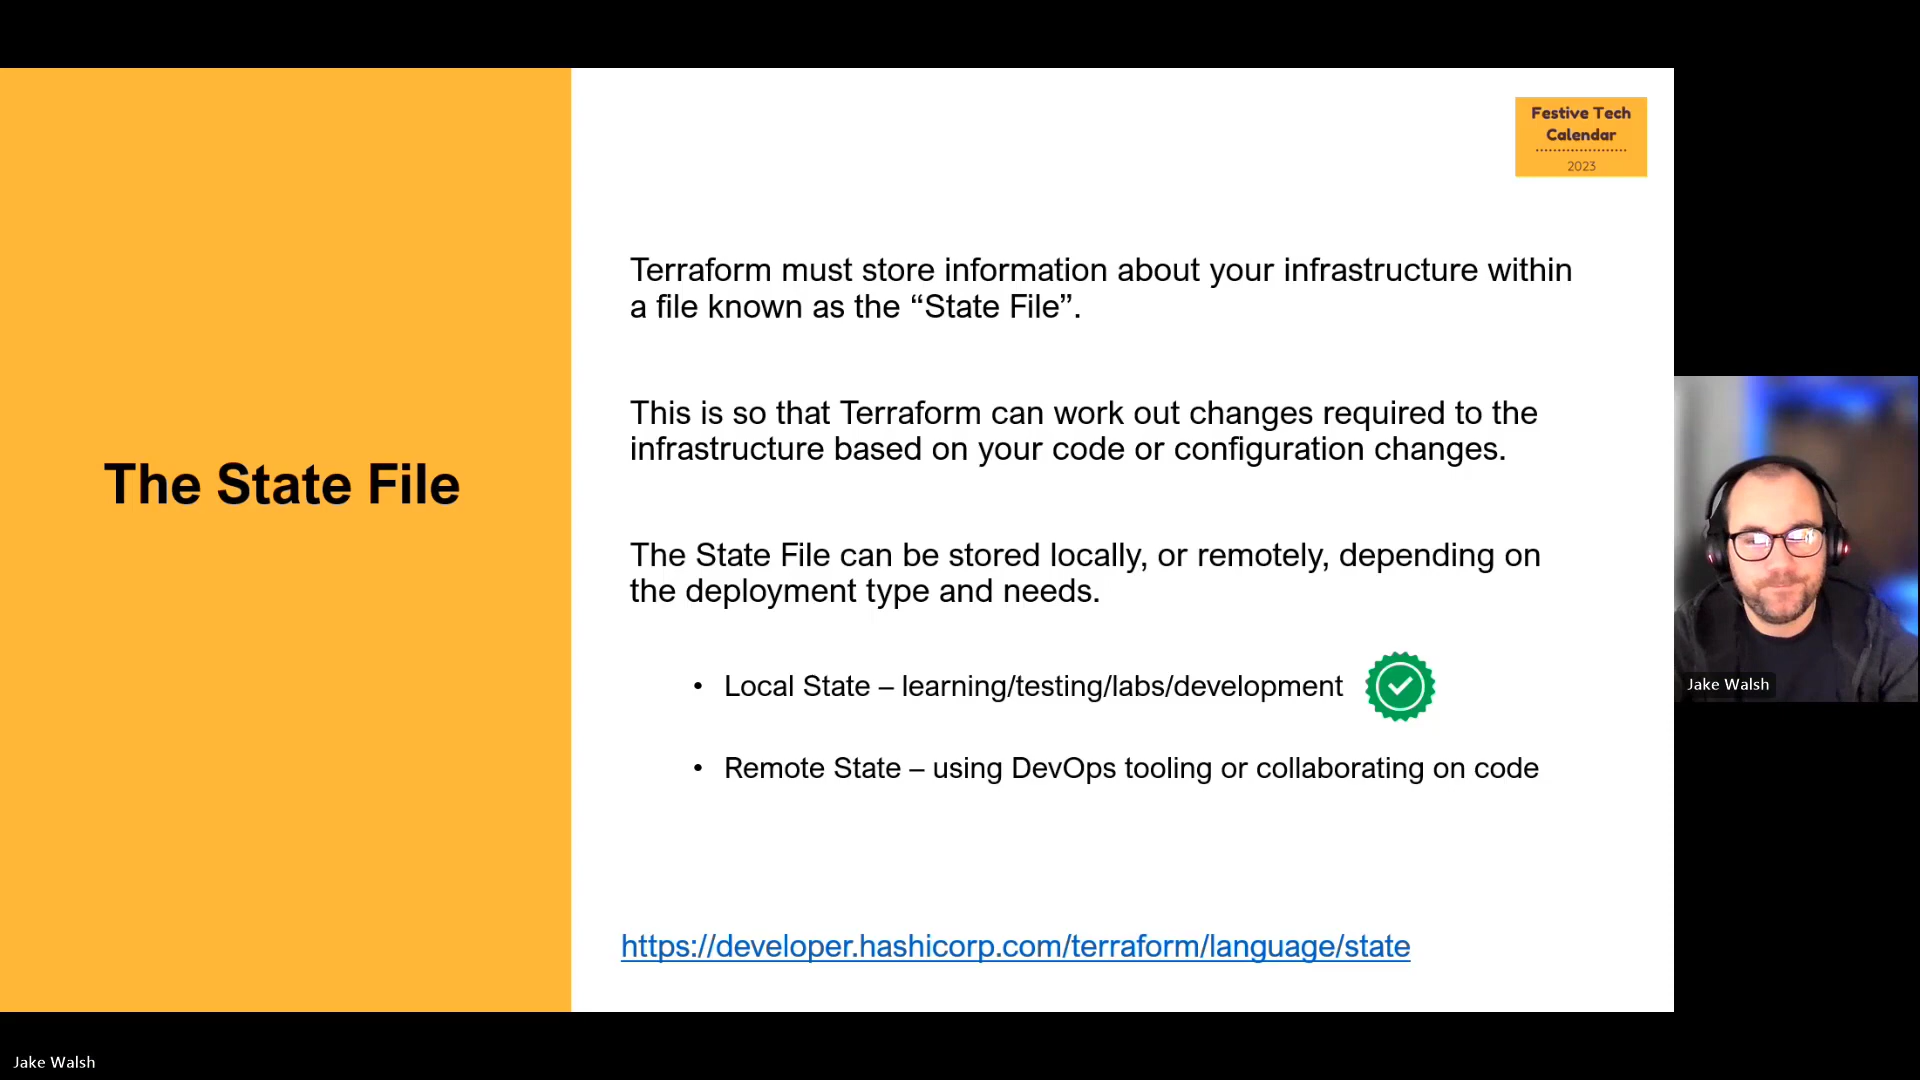 Festive Tech
Calendar
2023
The State File
Terraform must store information about your infrastructure within
a file known as the “State File”.
This is so that Terraform can work out changes required to the
infrastructure based on your code or configuration changes.
The State File can be stored locally, or remotely, depending on
the deployment type and needs.
• Local State – learning/testing/labs/development
• Remote State – using DevOps tooling or collaborating on code
https://developer.hashicorp.com/terraform/language/state
Jake Walsh
Jake Walsh